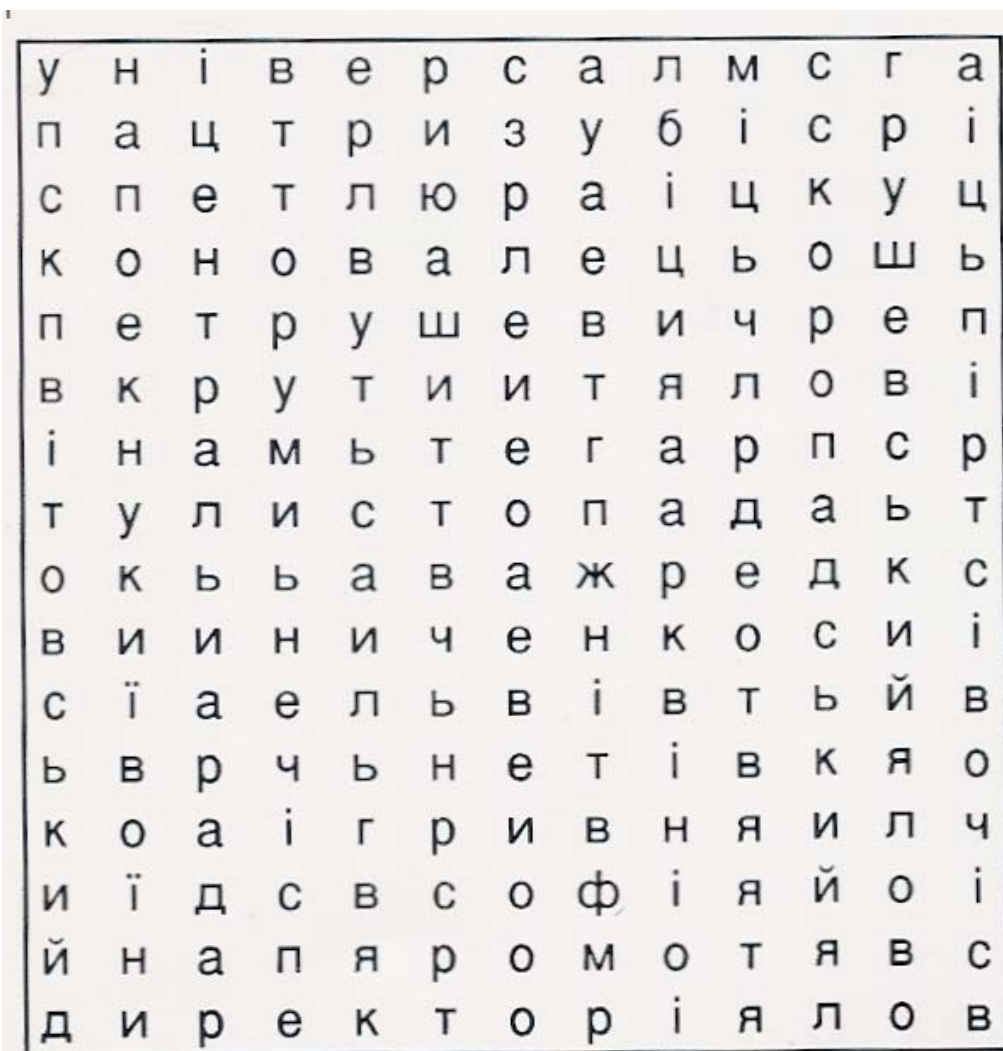 у н і в е р с а л м с г а
п а ц т р и з у б і с р і
с п е т л ю р а і ц к у ц
к о н о в а л е ц ь о ш ь
п е т р у ш е в и ч р е п
в к р у т и и т я л о в і
і н а м ь т е г а р п с р
т у л и с т о п а д а ь т
о к ь ь а в а ж р е д к с
в и и н и ч е н к о с и і
с ї а е л ь в і в т ь й в
ь в р ч ь н е т і в к я о
к о а і г р и в н я и л ч
и ї д с в с о ф і я й о і
й н а п я р о м о т я в с
д и р е к т о р і я л о в